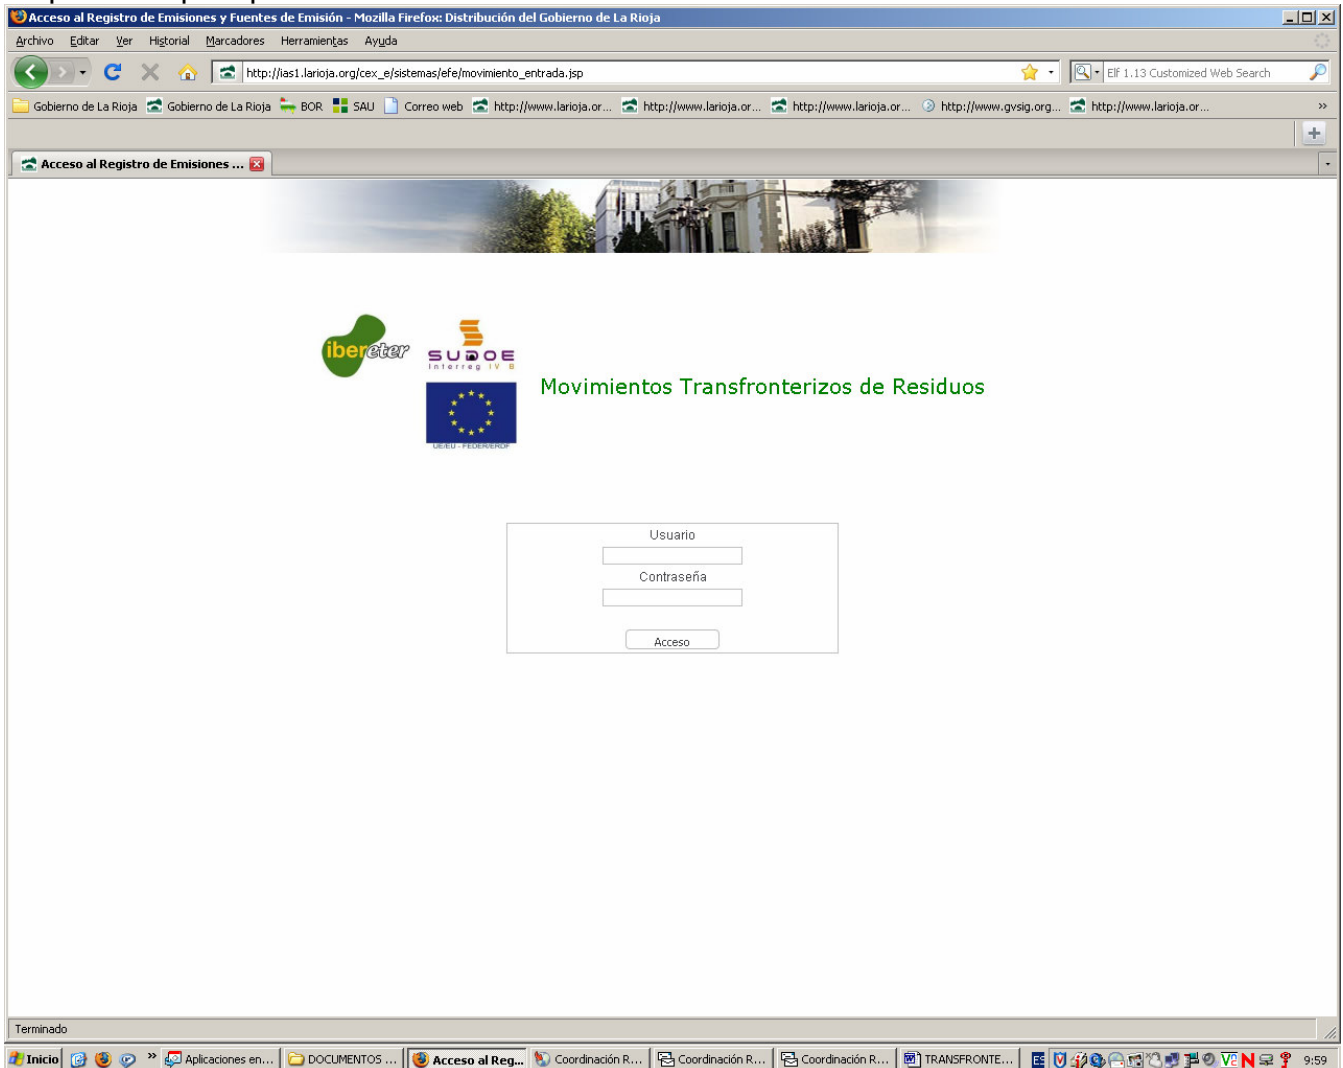 Acceso al Registro de Emisiones y Fuentes de Emisión - Mozilla Firefox: Distribución del Gobierno de La Rioja
Archivo Editar Ver Historial Marcadores Herramientas Ayuda
http://ias1.larioja.org/cex_e/sistemas/efe/movimiento_entrada.jsp Elf 1.13 Customized Web Search
Gobierno de La Rioja Gobierno de La Rioja BOR SAU Correo web http://www.larioja.or... http://www.larioja.or... http://www.larioja.or... http://www.gvsig.org... http://www.larioja.or... »
Acceso al Registro de Emisiones ...
ibereter
SUDOE
Interreg IV B
Movimientos Transfronterizos de Residuos
UE/EU - FEDER/ERDF
Usuario
Contraseña
Acceso
Terminado
Inicio » Aplicaciones en... DOCUMENTOS ... Acceso al Reg... Coordinación R... Coordinación R... Coordinación R... TRANSFRONTE... ES 9:59